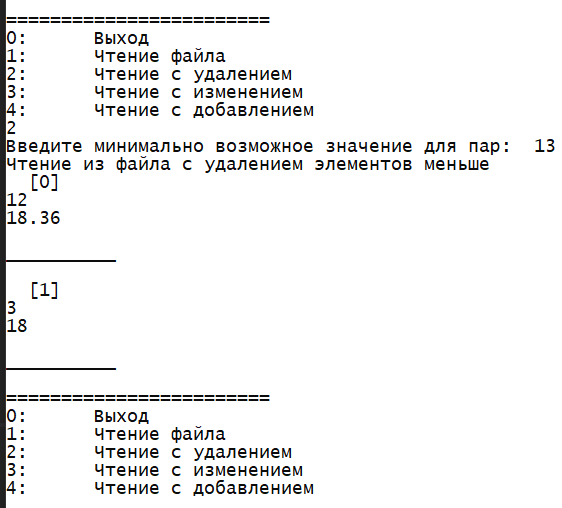 ========================
0: Выход
1: Чтение файла
2: Чтение с удалением
3: Чтение с изменением
4: Чтение с добавлением
2
Введите минимально возможное значение для пар: 13
Чтение из файла с удалением элементов меньше
[0]
12
18.36
__________
[1]
3
18
__________
========================
0: Выход
1: Чтение файла
2: Чтение с удалением
3: Чтение с изменением
4: Чтение с добавлением